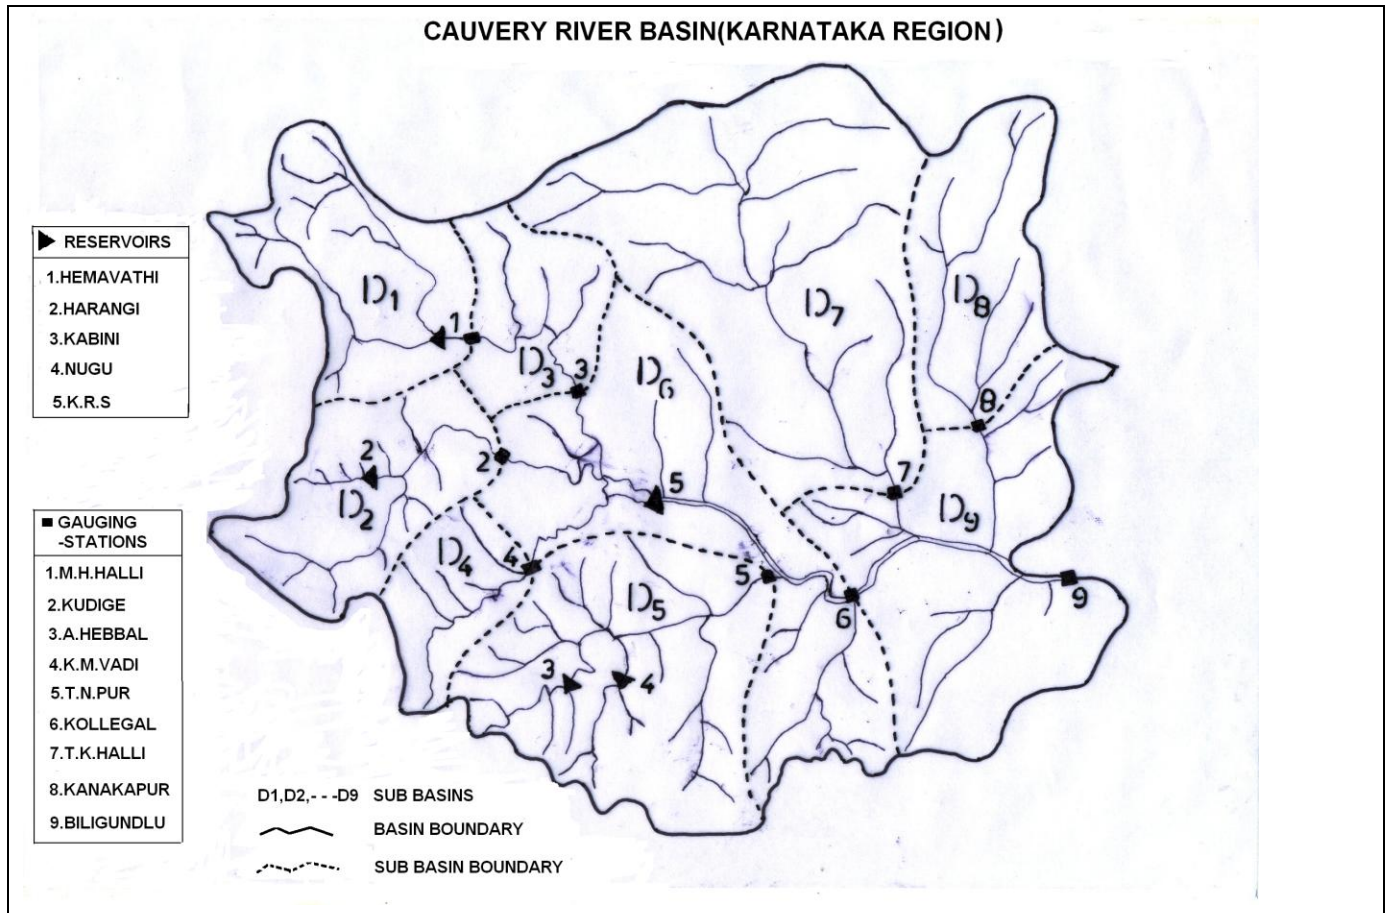 CAUVERY RIVER BASIN(KARNATAKA REGION)
RESERVOIRS
1.HEMAVATHI
2.HARANGI
3.KABINI
4.NUGU
5.K.R.S
GAUGING
-STATIONS
1.M.H.HALLI
2.KUDIGE
3.A.HEBBAL
4.K.M.VADI
5.T.N.PUR
6.KOLLEGAL
7.T.K.HALLI
8.KANAKAPUR
9.BILIGUNDLU
D1
1
D3
3
D6
D7
D8
8
2
D2
2
5
7
D9
D4
4
D5
5
6
9
3
4
D1,D2,---D9 SUB BASINS
BASIN BOUNDARY
SUB BASIN BOUNDARY